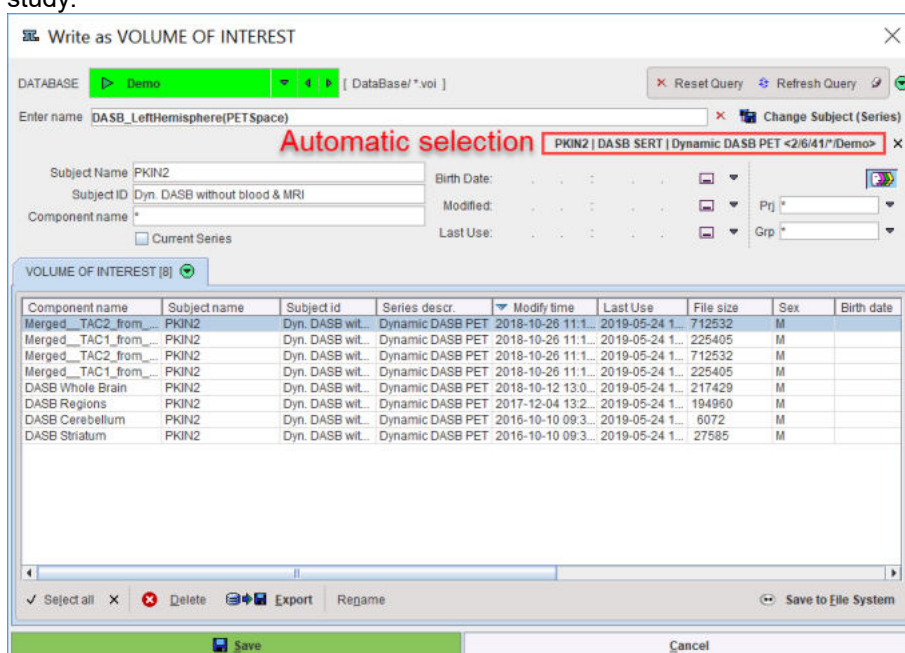 study.
Write as VOLUME OF INTEREST
DATABASE Demo [ DataBase/ *.voi ] Reset Query Refresh Query
Enter name DASB_LeftHemisphere(PETSpace) Change Subject (Series)
Automatic selection PKIN2 | DASB SERT | Dynamic DASB PET <2/6/41/*/Demo>
Subject Name PKIN2 Birth Date: . . : . .
Subject ID Dyn. DASB without blood & MRI Modified: . . : . . Prj *
Component name * Last Use: . . : . . Grp *
Current Series
VOLUME OF INTEREST [8]
Component name Subject name Subject id Series descr. Modify time Last Use File size Sex Birth date
Merged__TAC2_from_... PKIN2 Dyn. DASB wit... Dynamic DASB PET 2018-10-26 11:1... 2019-05-24 1... 712532 M
Merged__TAC1_from_... PKIN2 Dyn. DASB wit... Dynamic DASB PET 2018-10-26 11:1... 2019-05-24 1... 225405 M
Merged__TAC2_from_... PKIN2 Dyn. DASB wit... Dynamic DASB PET 2018-10-26 11:1... 2019-05-24 1... 712532 M
Merged__TAC1_from_... PKIN2 Dyn. DASB wit... Dynamic DASB PET 2018-10-26 11:1... 2019-05-24 1... 225405 M
DASB Whole Brain PKIN2 Dyn. DASB wit... Dynamic DASB PET 2018-10-12 13:0... 2019-05-24 1... 217429 M
DASB Regions PKIN2 Dyn. DASB wit... Dynamic DASB PET 2017-12-04 13:2... 2019-05-24 1... 194960 M
DASB Cerebellum PKIN2 Dyn. DASB wit... Dynamic DASB PET 2016-10-10 09:3... 2019-05-24 1... 6072 M
DASB Striatum PKIN2 Dyn. DASB wit... Dynamic DASB PET 2016-10-10 09:3... 2019-05-24 1... 27585 M
Select all Delete Export Rename Save to File System
Save Cancel